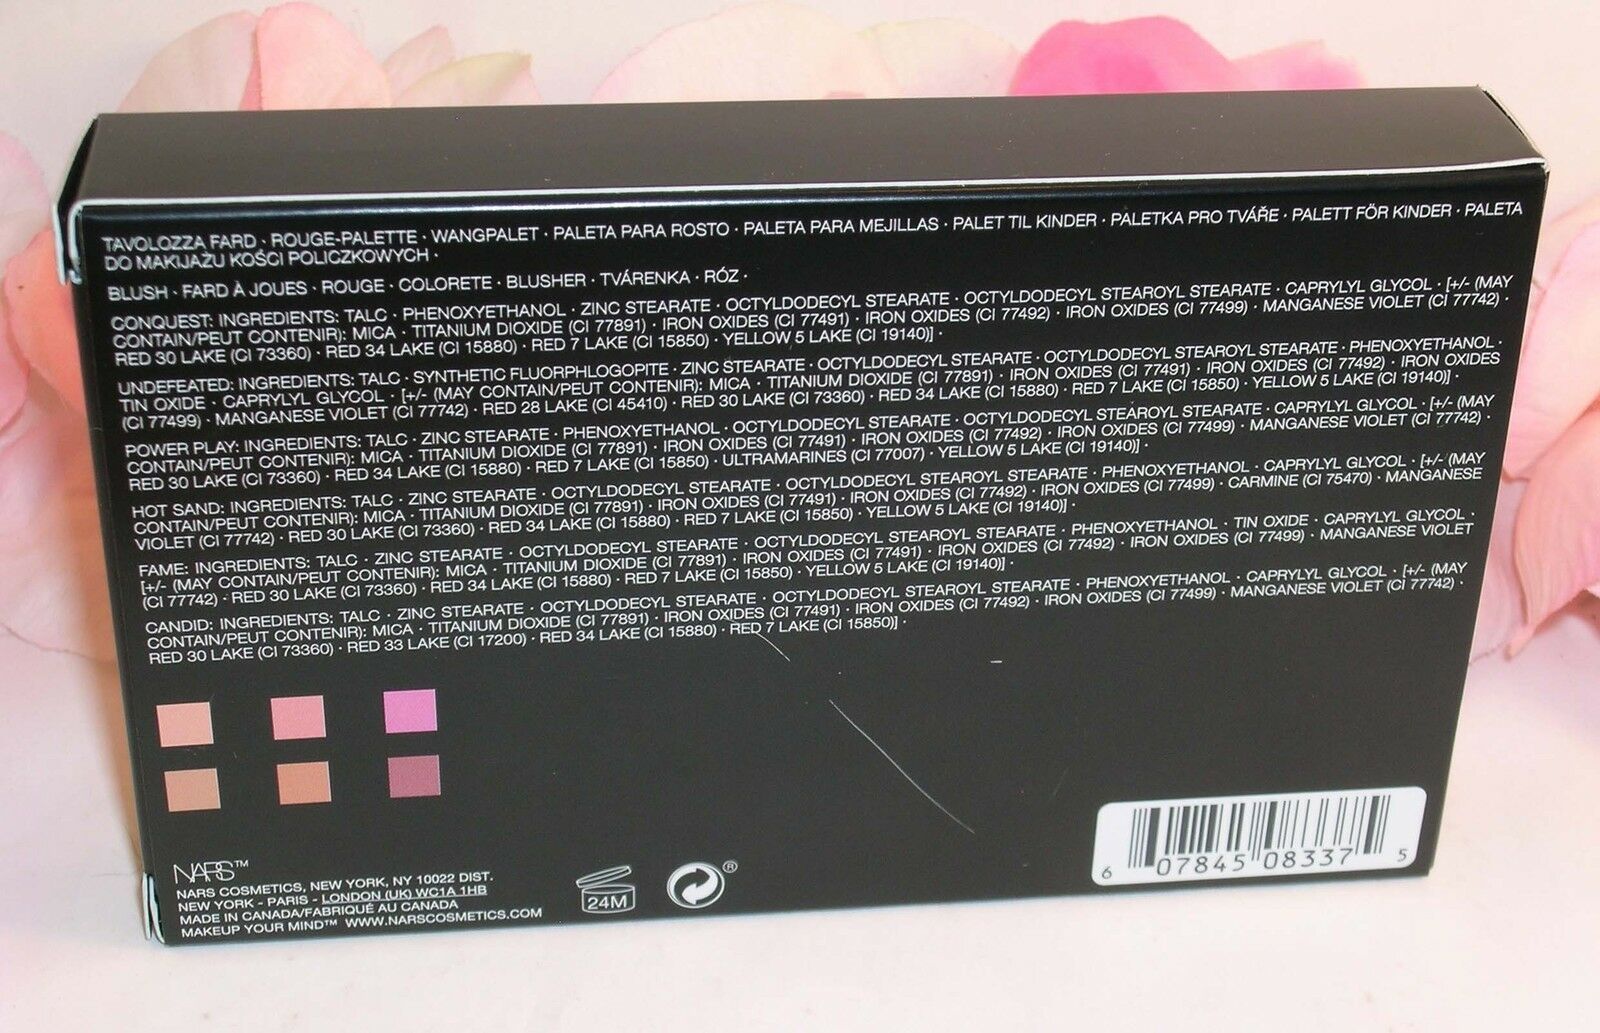 TAVOLOZZA FARD · ROUGE-PALETTE · WANGPALET · PALETA PARA ROSTO · PALETA PARA MEJILLAS · PALET TIL KINDER · PALETKA PRO TVÁŘE · PALETT FÖR KINDER · PALETA
DO MAKIJAŻU KOŚCI POLICZKOWYCH ·
BLUSH · FARD À JOUES · ROUGE · COLORETE · BLUSHER · TVÁRENKA · RÓZ ·
CONQUEST: INGREDIENTS: TALC · PHENOXYETHANOL · ZINC STEARATE · OCTYLDODECYL STEARATE · OCTYLDODECYL STEAROYL STEARATE · CAPRYLYL GLYCOL · [+/- (MAY
CONTAIN/PEUT CONTENIR): MICA · TITANIUM DIOXIDE (CI 77891) · IRON OXIDES (CI 77491) · IRON OXIDES (CI 77492) · IRON OXIDES (CI 77499) · MANGANESE VIOLET (CI 77742) ·
RED 30 LAKE (CI 73360) · RED 34 LAKE (CI 15880) · RED 7 LAKE (CI 15850) · YELLOW 5 LAKE (CI 19140)] ·
UNDEFEATED: INGREDIENTS: TALC · SYNTHETIC FLUORPHLOGOPITE · ZINC STEARATE · OCTYLDODECYL STEARATE · OCTYLDODECYL STEAROYL STEARATE · PHENOXYETHANOL ·
TIN OXIDE · CAPRYLYL GLYCOL · [+/- (MAY CONTAIN/PEUT CONTENIR): MICA · TITANIUM DIOXIDE (CI 77891) · IRON OXIDES (CI 77491) · IRON OXIDES (CI 77492) · IRON OXIDES
(CI 77499) · MANGANESE VIOLET (CI 77742) · RED 28 LAKE (CI 45410) · RED 30 LAKE (CI 73360) · RED 34 LAKE (CI 15880) · RED 7 LAKE (CI 15850) · YELLOW 5 LAKE (CI 19140)] ·
POWER PLAY: INGREDIENTS: TALC · ZINC STEARATE · PHENOXYETHANOL · OCTYLDODECYL STEARATE · OCTYLDODECYL STEAROYL STEARATE · CAPRYLYL GLYCOL · [+/- (MAY
CONTAIN/PEUT CONTENIR): MICA · TITANIUM DIOXIDE (CI 77891) · IRON OXIDES (CI 77491) · IRON OXIDES (CI 77492) · IRON OXIDES (CI 77499) · MANGANESE VIOLET (CI 77742) ·
RED 30 LAKE (CI 73360) · RED 34 LAKE (CI 15880) · RED 7 LAKE (CI 15850) · ULTRAMARINES (CI 77007) · YELLOW 5 LAKE (CI 19140)] ·
HOT SAND: INGREDIENTS: TALC · ZINC STEARATE · OCTYLDODECYL STEARATE · OCTYLDODECYL STEAROYL STEARATE · PHENOXYETHANOL · CAPRYLYL GLYCOL · [+/- (MAY
CONTAIN/PEUT CONTENIR): MICA · TITANIUM DIOXIDE (CI 77891) · IRON OXIDES (CI 77491) · IRON OXIDES (CI 77492) · IRON OXIDES (CI 77499) · CARMINE (CI 75470) · MANGANESE
VIOLET (CI 77742) · RED 30 LAKE (CI 73360) · RED 34 LAKE (CI 15880) · RED 7 LAKE (CI 15850) · YELLOW 5 LAKE (CI 19140)] ·
FAME: INGREDIENTS: TALC · ZINC STEARATE · OCTYLDODECYL STEARATE · OCTYLDODECYL STEAROYL STEARATE · PHENOXYETHANOL · TIN OXIDE · CAPRYLYL GLYCOL ·
[+/- (MAY CONTAIN/PEUT CONTENIR): MICA · TITANIUM DIOXIDE (CI 77891) · IRON OXIDES (CI 77491) · IRON OXIDES (CI 77492) · IRON OXIDES (CI 77499) · MANGANESE VIOLET
(CI 77742) · RED 30 LAKE (CI 73360) · RED 34 LAKE (CI 15880) · RED 7 LAKE (CI 15850) · YELLOW 5 LAKE (CI 19140)] ·
CANDID: INGREDIENTS: TALC · ZINC STEARATE · OCTYLDODECYL STEARATE · OCTYLDODECYL STEAROYL STEARATE · PHENOXYETHANOL · CAPRYLYL GLYCOL · [+/- (MAY
CONTAIN/PEUT CONTENIR): MICA · TITANIUM DIOXIDE (CI 77891) · IRON OXIDES (CI 77491) · IRON OXIDES (CI 77492) · IRON OXIDES (CI 77499) · MANGANESE VIOLET (CI 77742) ·
RED 30 LAKE (CI 73360) · RED 33 LAKE (CI 17200) · RED 34 LAKE (CI 15880) · RED 7 LAKE (CI 15850)] ·
NARS™
NARS COSMETICS, NEW YORK, NY 10022 DIST.
NEW YORK - PARIS - LONDON (UK) WC1A 1HB
MADE IN CANADA/FABRIQUÉ AU CANADA
MAKEUP YOUR MIND™ WWW.NARSCOSMETICS.COM
24M
®
6 07845 08337 5